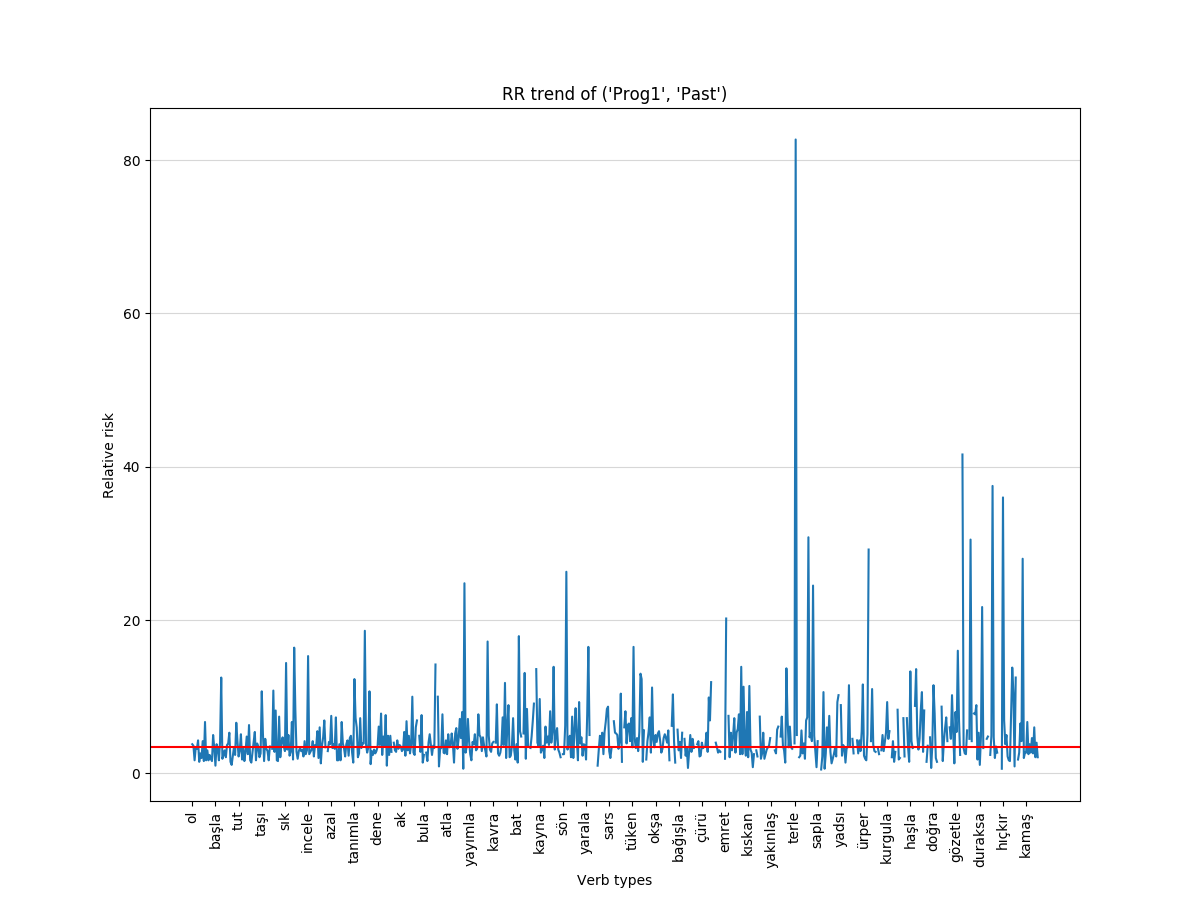 RR trend of ('Prog1', 'Past')
Relative risk
80
60
40
20
0
ol
başla
tut
taşı
sık
incele
azal
tanımla
dene
ak
bula
atla
yayımla
kavra
bat
kayna
sön
yarala
sars
tüken
okşa
bağışla
çürü
emret
kıskan
yakınlaş
terle
sapla
yadsı
ürper
kurgula
haşla
doğra
gözetle
duraksa
hıçkır
kamaş
Verb types